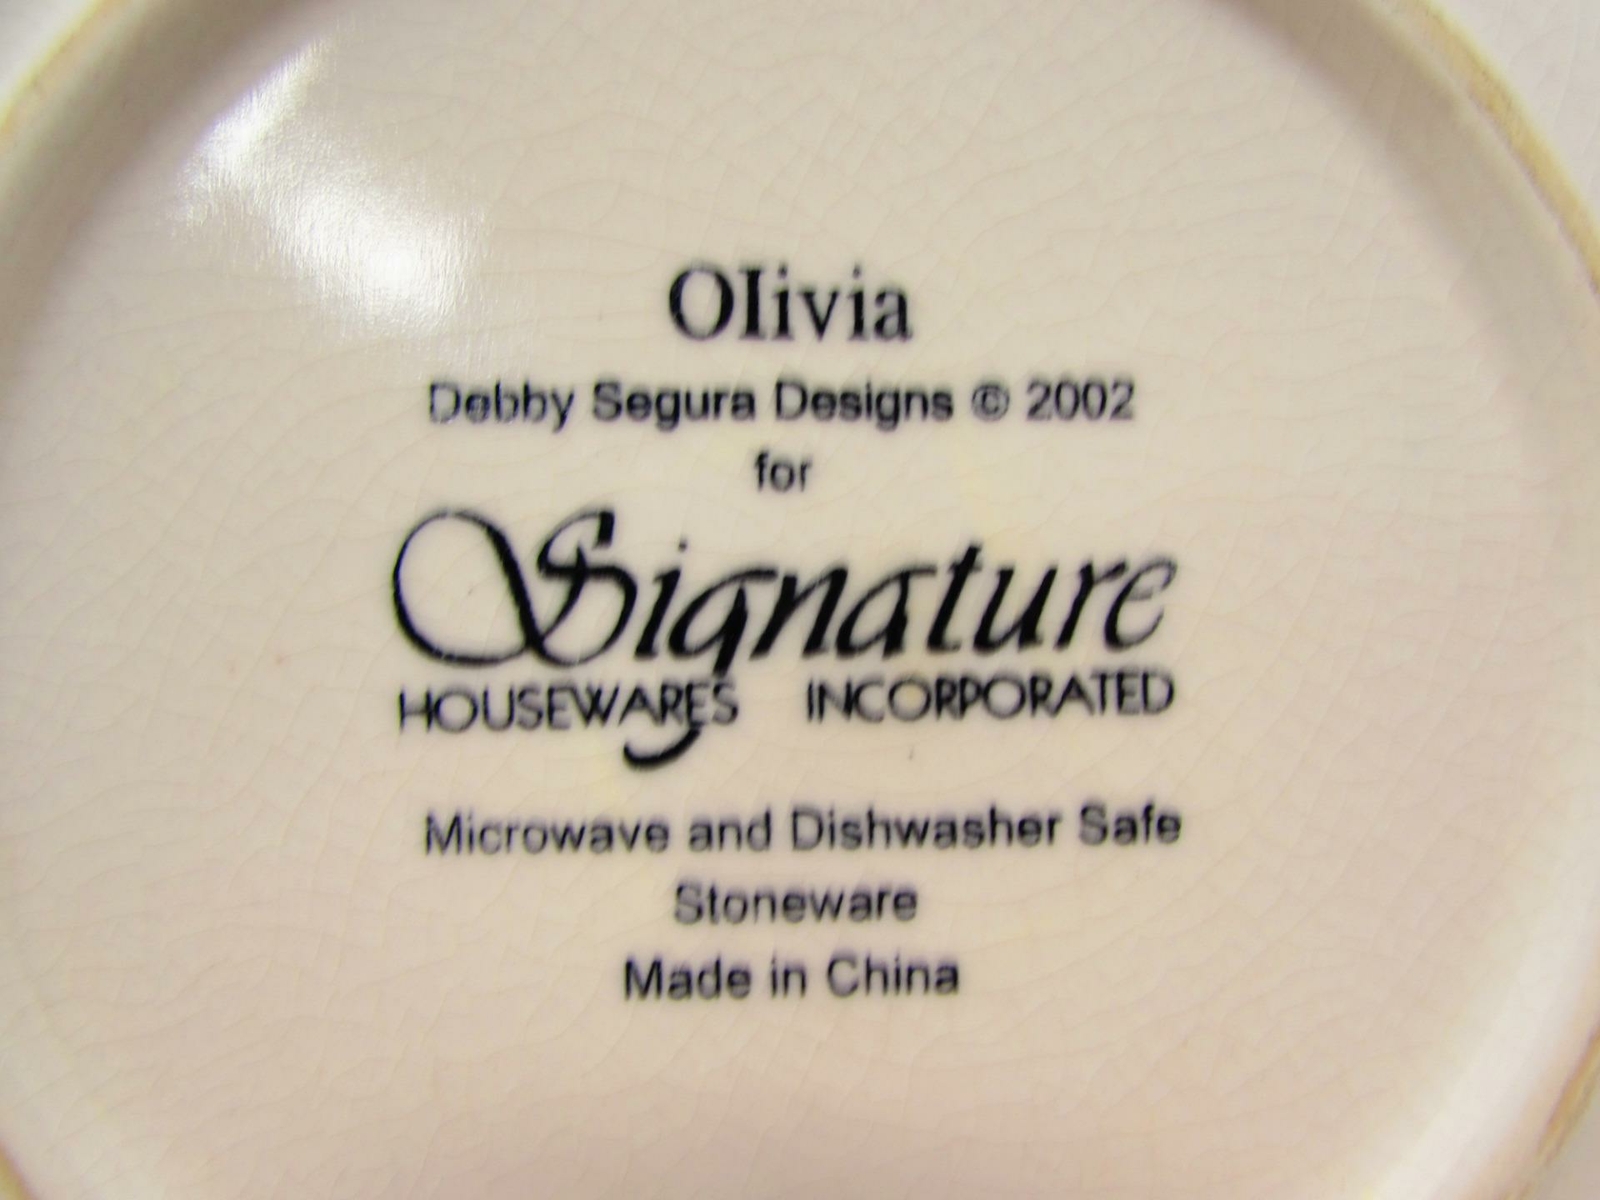 Olivia
Debby Segura Designs © 2002
for
Signature
HOUSEWARES INCORPORATED
Microwave and Dishwasher Safe
Stoneware
Made in China